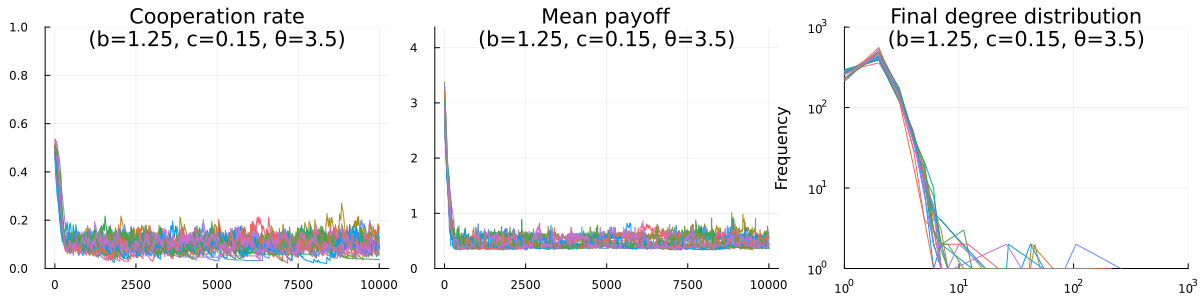 Cooperation rate
(b=1.25, c=0.15, θ=3.5)
1.0
0.8
0.6
0.4
0.2
0.0
0 2500 5000 7500 10000
Mean payoff
(b=1.25, c=0.15, θ=3.5)
4
3
2
1
0
0 2500 5000 7500 10000
Final degree distribution
(b=1.25, c=0.15, θ=3.5)
Frequency
10³
10²
10¹
10⁰
10⁰ 10¹ 10² 10³